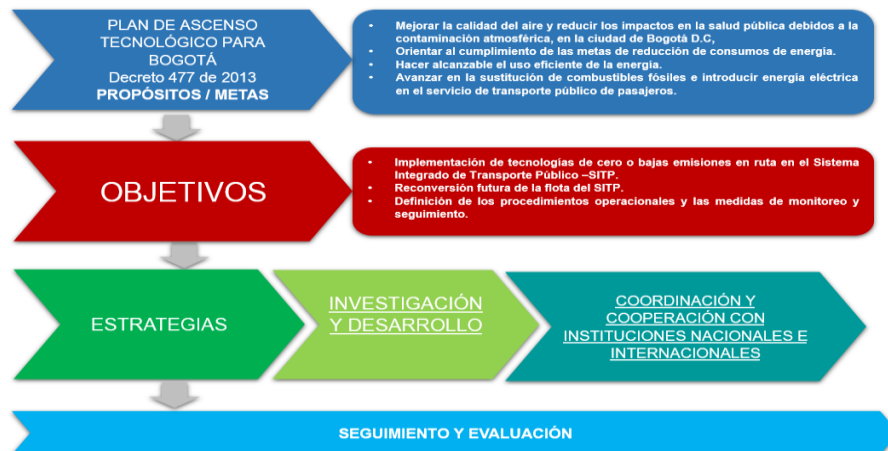 PLAN DE ASCENSO
TECNOLÓGICO PARA
BOGOTÁ
Decreto 477 de 2013
PROPÓSITOS / METAS
• Mejorar la calidad del aire y reducir los impactos en la salud pública debidos a la
contaminación atmosférica, en la ciudad de Bogotà D.C,
• Orientar al cumplimiento de las metas de reducción de consumos de energía.
• Hacer alcanzable el uso eficiente de la energía.
• Avanzar en la sustitución de combustibles fósiles e introducir energía eléctrica
en el servicio de transporte público de pasajeros.
OBJETIVOS
• Implementación de tecnologías de cero o bajas emisiones en ruta en el Sistema
Integrado de Transporte Público –SITP.
• Reconversión futura de la flota del SITP.
• Definición de los procedimientos operacionales y las medidas de monitoreo y
seguimiento.
ESTRATEGIAS
INVESTIGACIÓN
Y DESARROLLO
COORDINACIÓN Y
COOPERACIÓN CON
INSTITUCIONES NACIONALES E
INTERNACIONALES
SEGUIMIENTO Y EVALUACIÓN